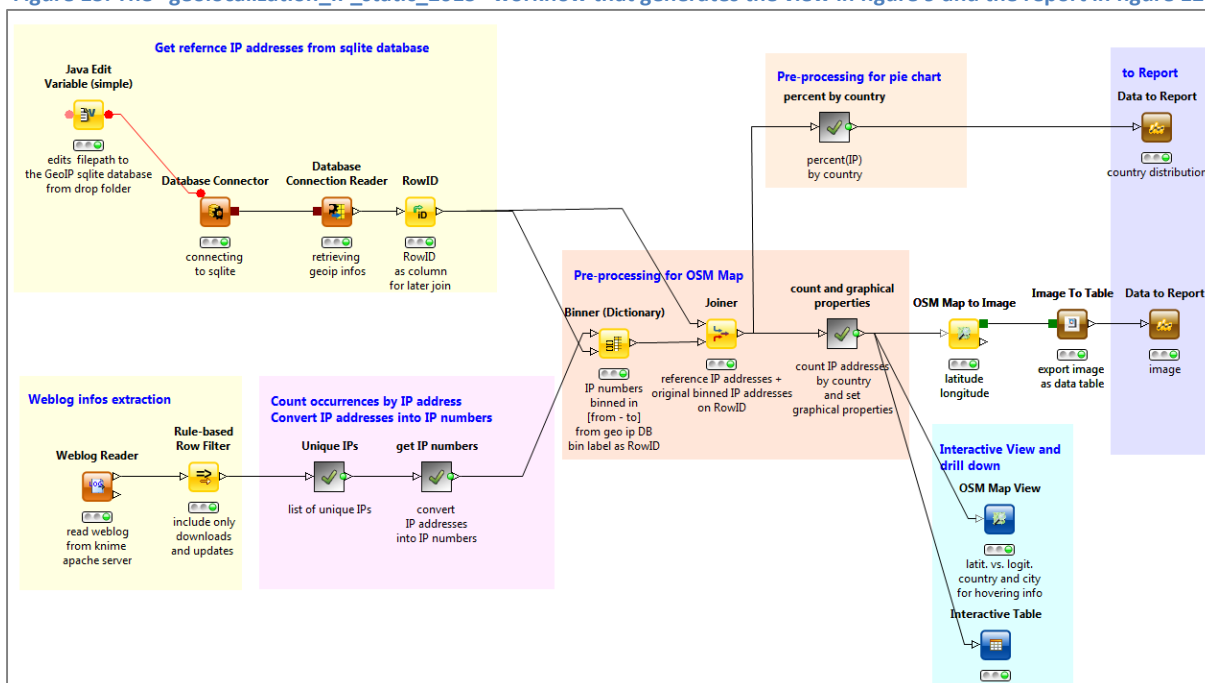 Get refernce IP addresses from sqlite database
Java Edit
Variable (simple)
edits filepath to
the GeoIP sqlite database
from drop folder
Database Connector
connecting
to sqlite
Database
Connection Reader
retrieving
geoip infos
RowID
RowID
as column
for later join
Weblog infos extraction
Weblog Reader
read weblog
from knime
apache server
Rule-based
Row Filter
include only
downloads
and updates
Count occurrences by IP address
Convert IP addresses into IP numbers
Unique IPs
list of unique IPs
get IP numbers
convert
IP addresses
into IP numbers
Pre-processing for OSM Map
Binner (Dictionary)
IP numbers
binned in
[from - to]
from geo ip DB
bin label as RowID
Joiner
reference IP addresses +
original binned IP addresses
on RowID
count and graphical
properties
count IP addresses
by country
and set
graphical properties
Pre-processing for pie chart
percent by country
percent(IP)
by country
OSM Map to Image
latitude
longitude
Image To Table
export image
as data table
to Report
Data to Report
country distribution
Data to Report
image
Interactive View and
drill down
OSM Map View
latit. vs. logit.
country and city
for hovering info
Interactive Table